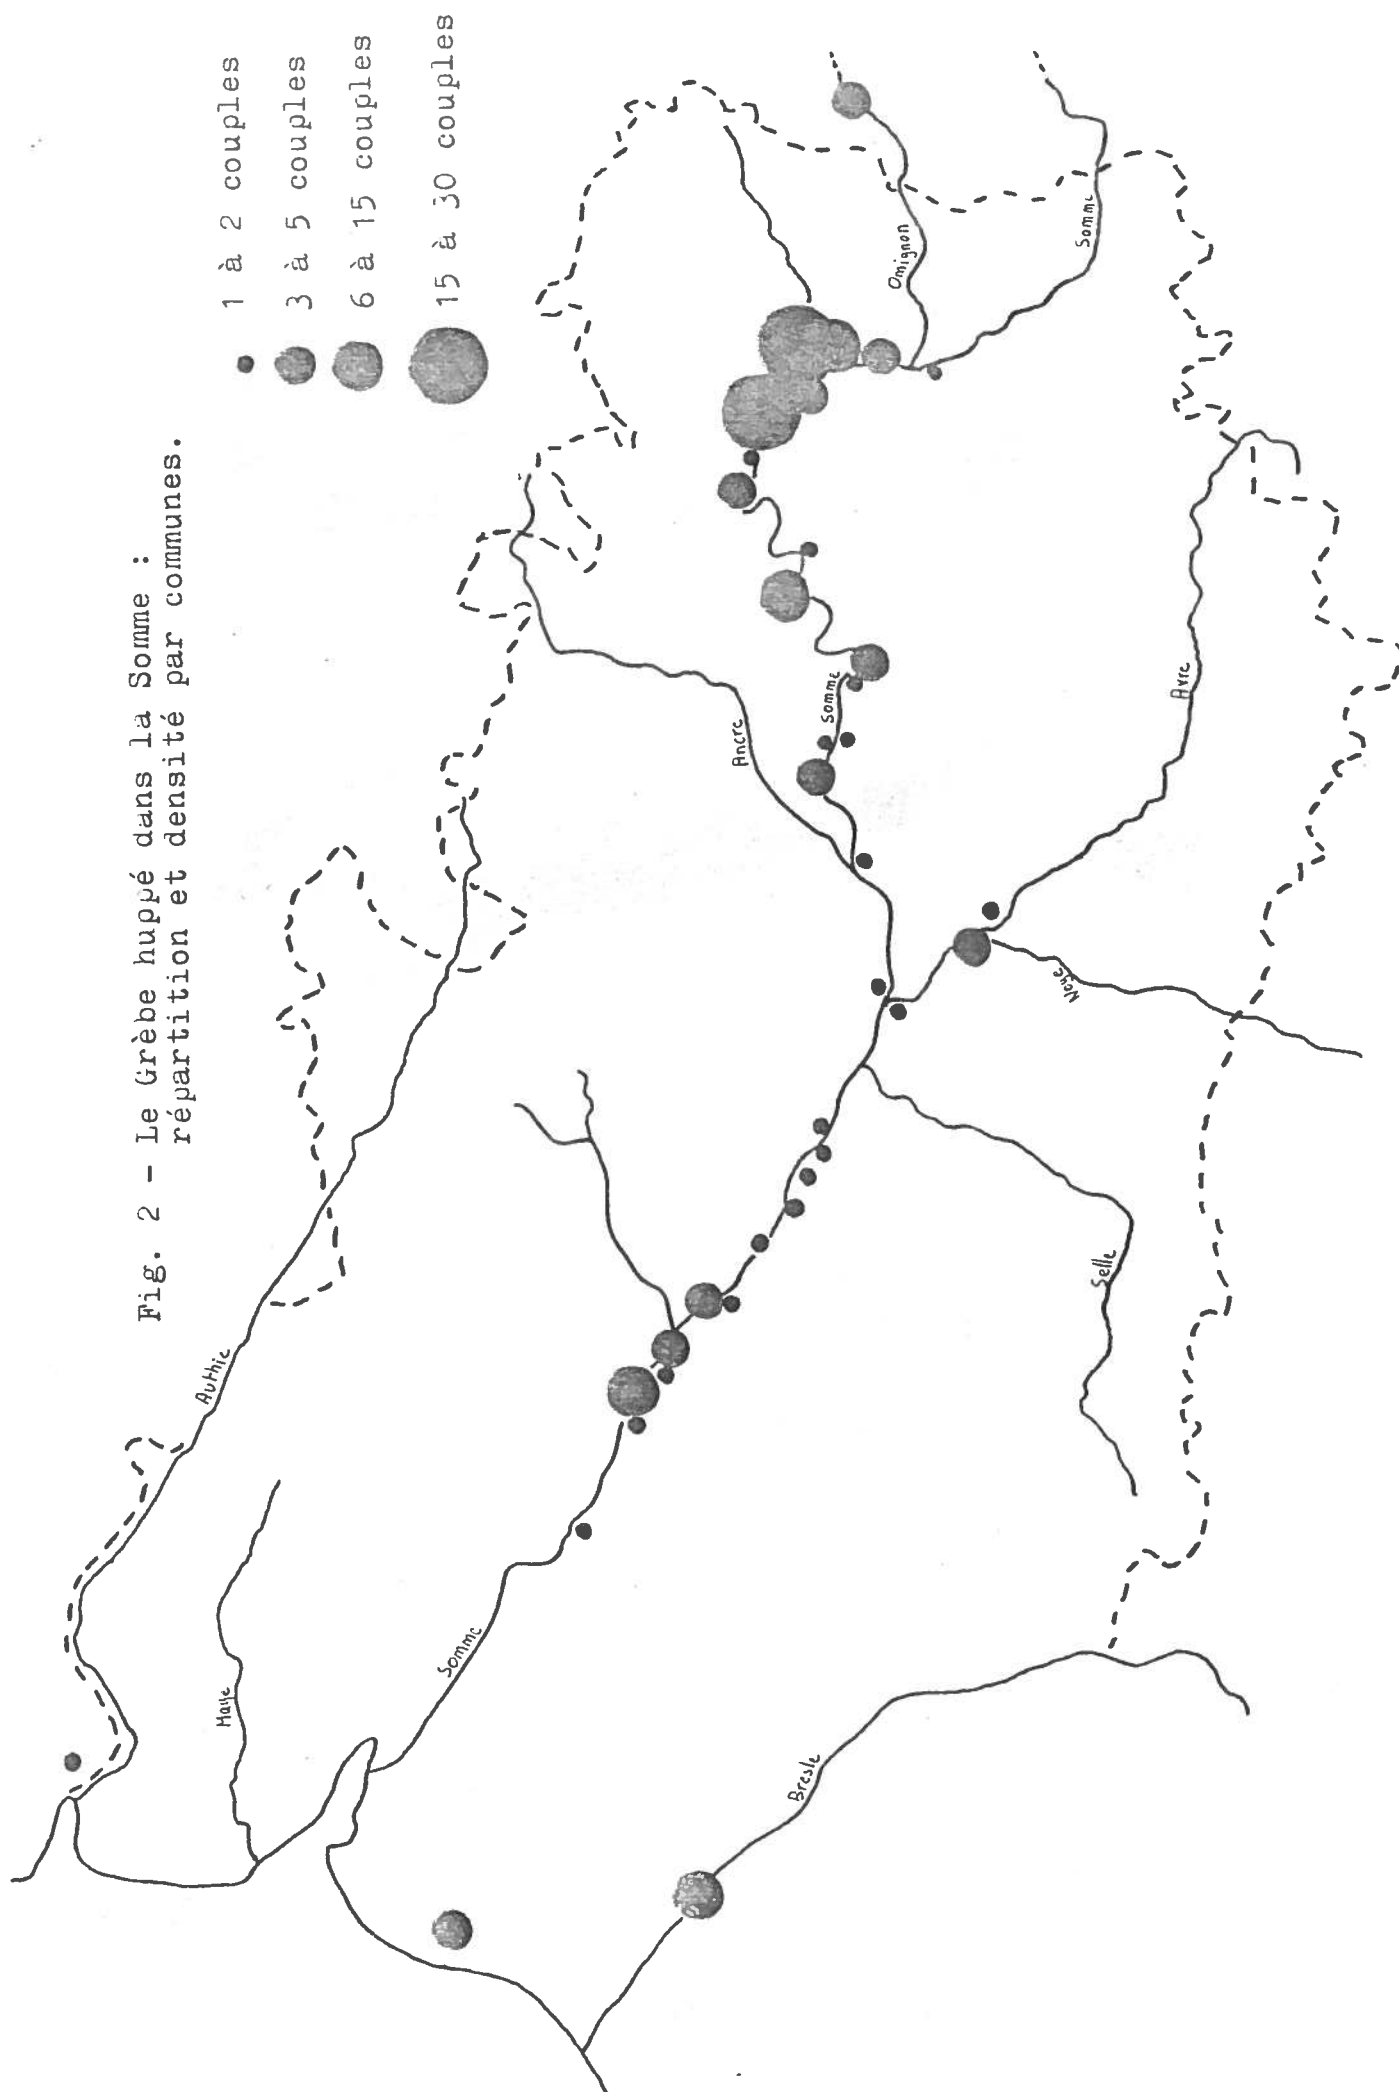 Fig. 2 - Le Grèbe huppé dans la Somme :
répartition et densité par communes.
1 à 2 couples
3 à 5 couples
6 à 15 couples
15 à 30 couples
Authie
Maye
Somme
Bresle
Selle
Noye
Avre
Ancre
Somme
Omignon
Somme